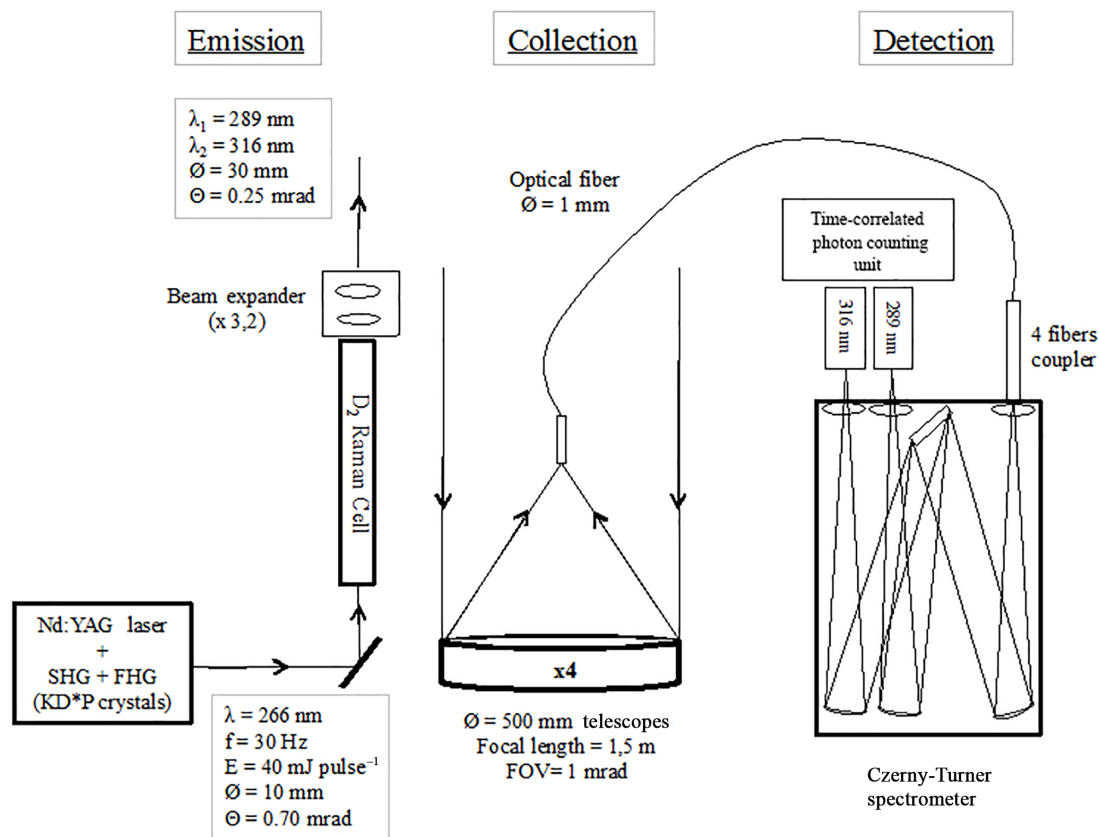 Emission
Collection
Detection
λ₁ = 289 nm
λ₂ = 316 nm
Ø = 30 mm
Θ = 0.25 mrad
Optical fiber
Ø = 1 mm
Time-correlated
photon counting
unit
Beam expander
(x 3,2)
316 nm
289 nm
4 fibers
coupler
D₂ Raman Cell
Nd:YAG laser
+
SHG + FHG
(KD*P crystals)
x4
λ = 266 nm
f= 30 Hz
E = 40 mJ pulse⁻¹
Ø = 10 mm
Θ = 0.70 mrad
Ø = 500 mm telescopes
Focal length = 1,5 m
FOV= 1 mrad
Czerny-Turner
spectrometer